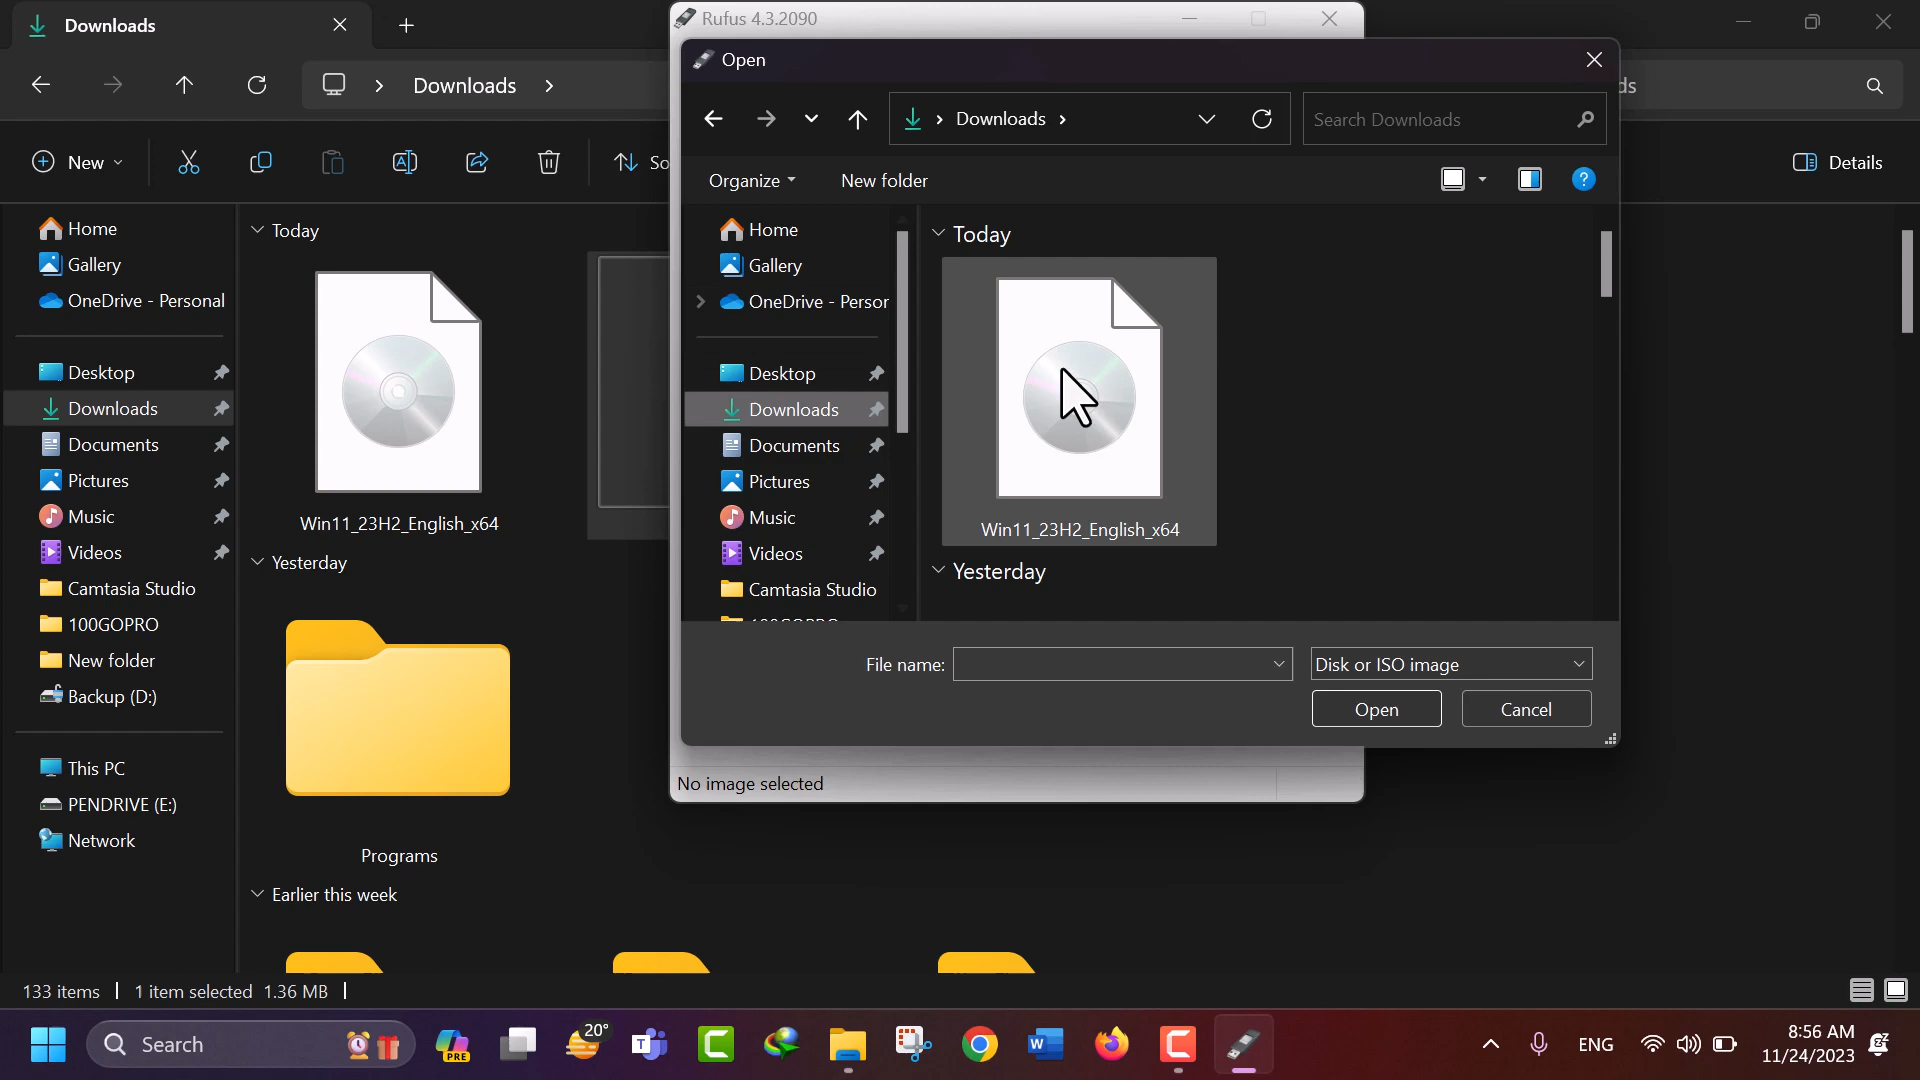 Downloads
Rufus 4.3.2090
Open
Downloads
ds
Downloads
Search Downloads
New
So
Details
Organize
New folder
?
Home
Gallery
OneDrive - Personal
Desktop
Downloads
Documents
Pictures
Music
Videos
Camtasia Studio
100GOPRO
New folder
Backup (D:)
This PC
PENDRIVE (E:)
Network
Today
Win11_23H2_English_x64
Yesterday
Programs
Earlier this week
Home
Gallery
OneDrive - Person
Desktop
Downloads
Documents
Pictures
Music
Videos
Camtasia Studio
100GOPRO
Today
Win11_23H2_English_x64
Yesterday
File name:
Disk or ISO image
Open
Cancel
No image selected
133 items
1 item selected 1.36 MB
Search
PRE
20°
ENG
8:56 AM
11/24/2023